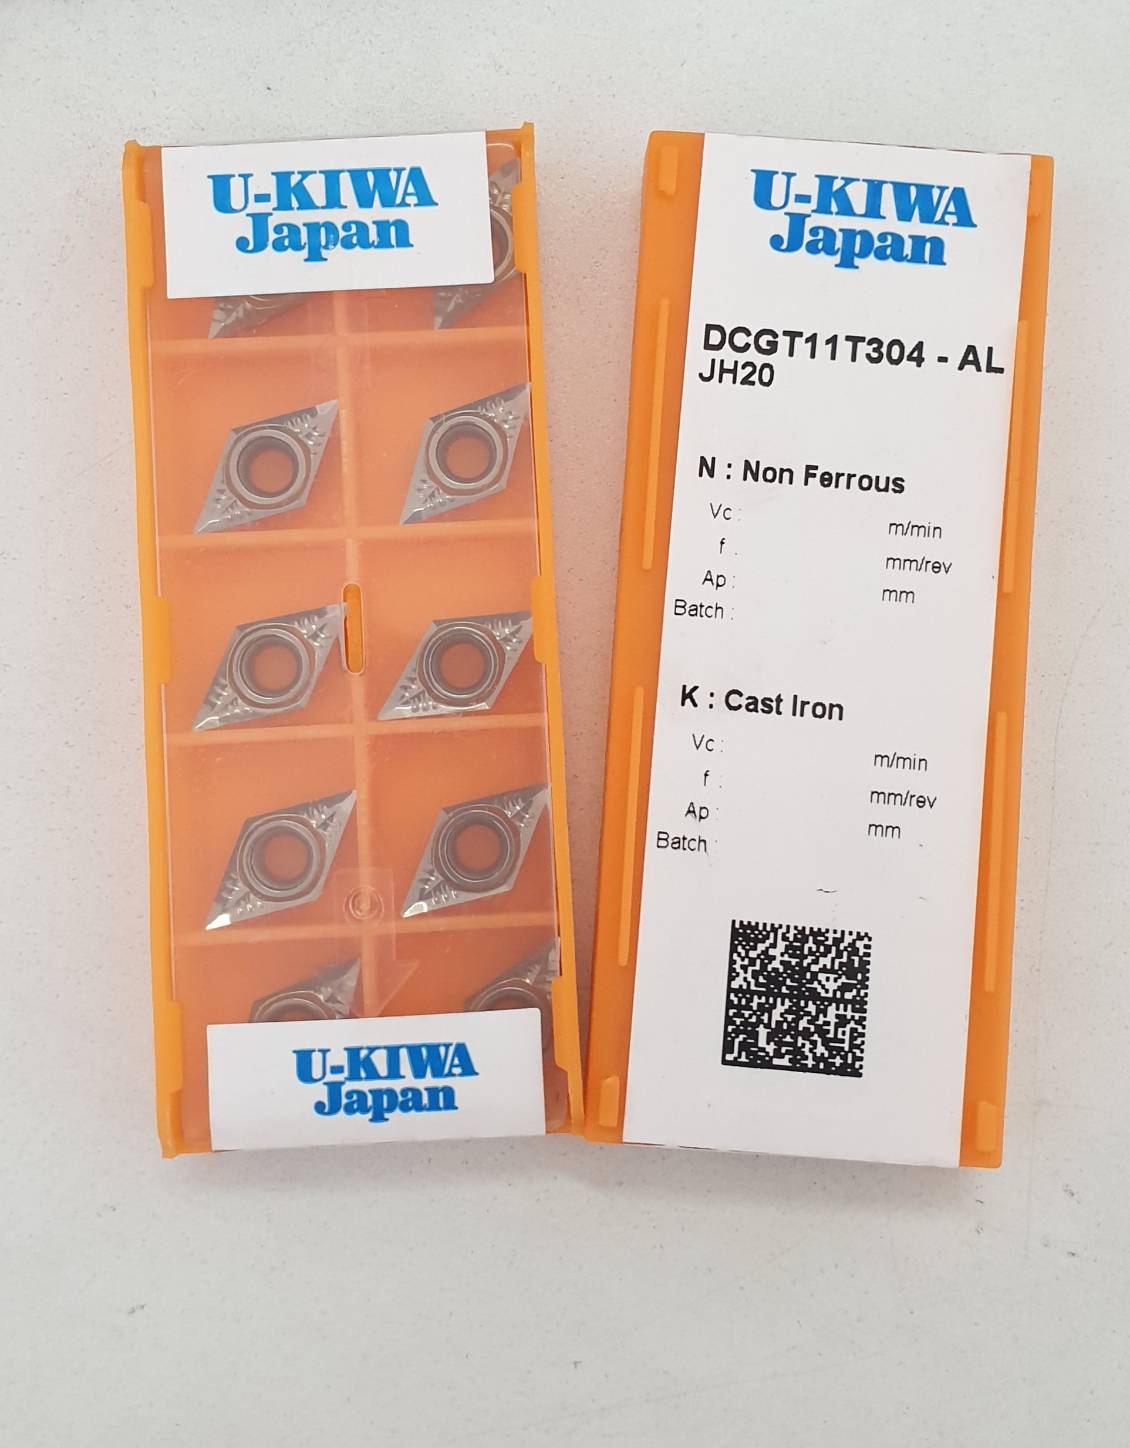 U-KIWA
Japan
U-KIWA
Japan
U-KIWA
Japan
DCGT11T304 - AL
JH20
N : Non Ferrous
Vc : m/min
f : mm/rev
Ap : mm
Batch :
K : Cast Iron
Vc : m/min
f : mm/rev
Ap : mm
Batch :